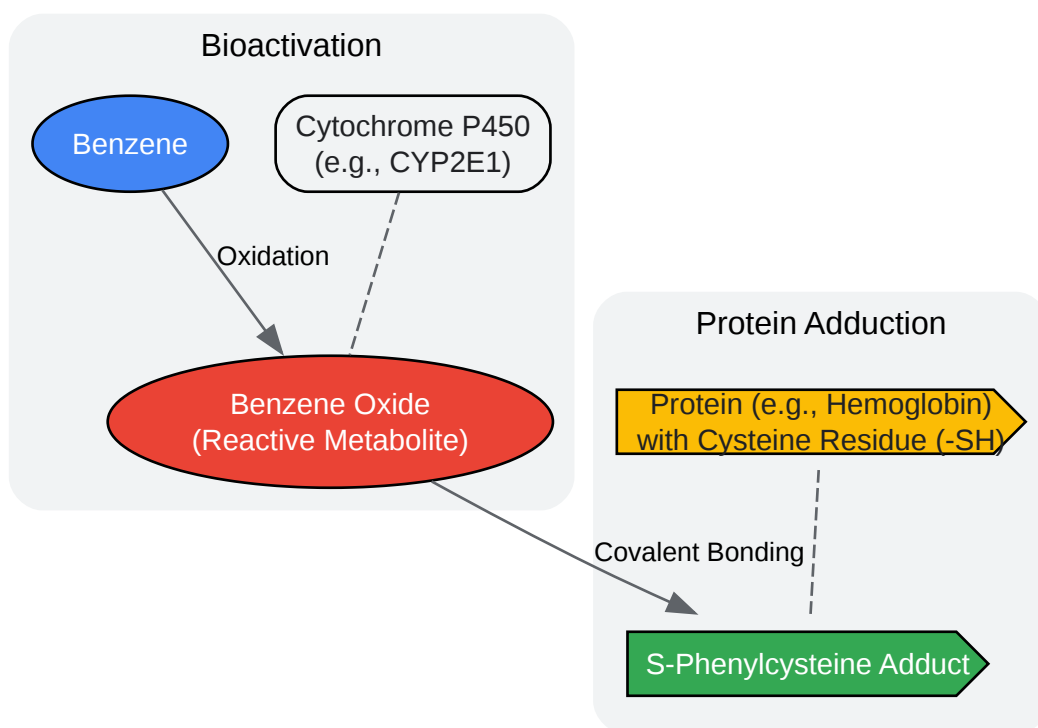 Bioactivation
Benzene
Cytochrome P450
(e.g., CYP2E1)
Oxidation
Benzene Oxide
(Reactive Metabolite)
Protein Adduction
Protein (e.g., Hemoglobin)
with Cysteine Residue (-SH)
Covalent Bonding
S-Phenylcysteine Adduct